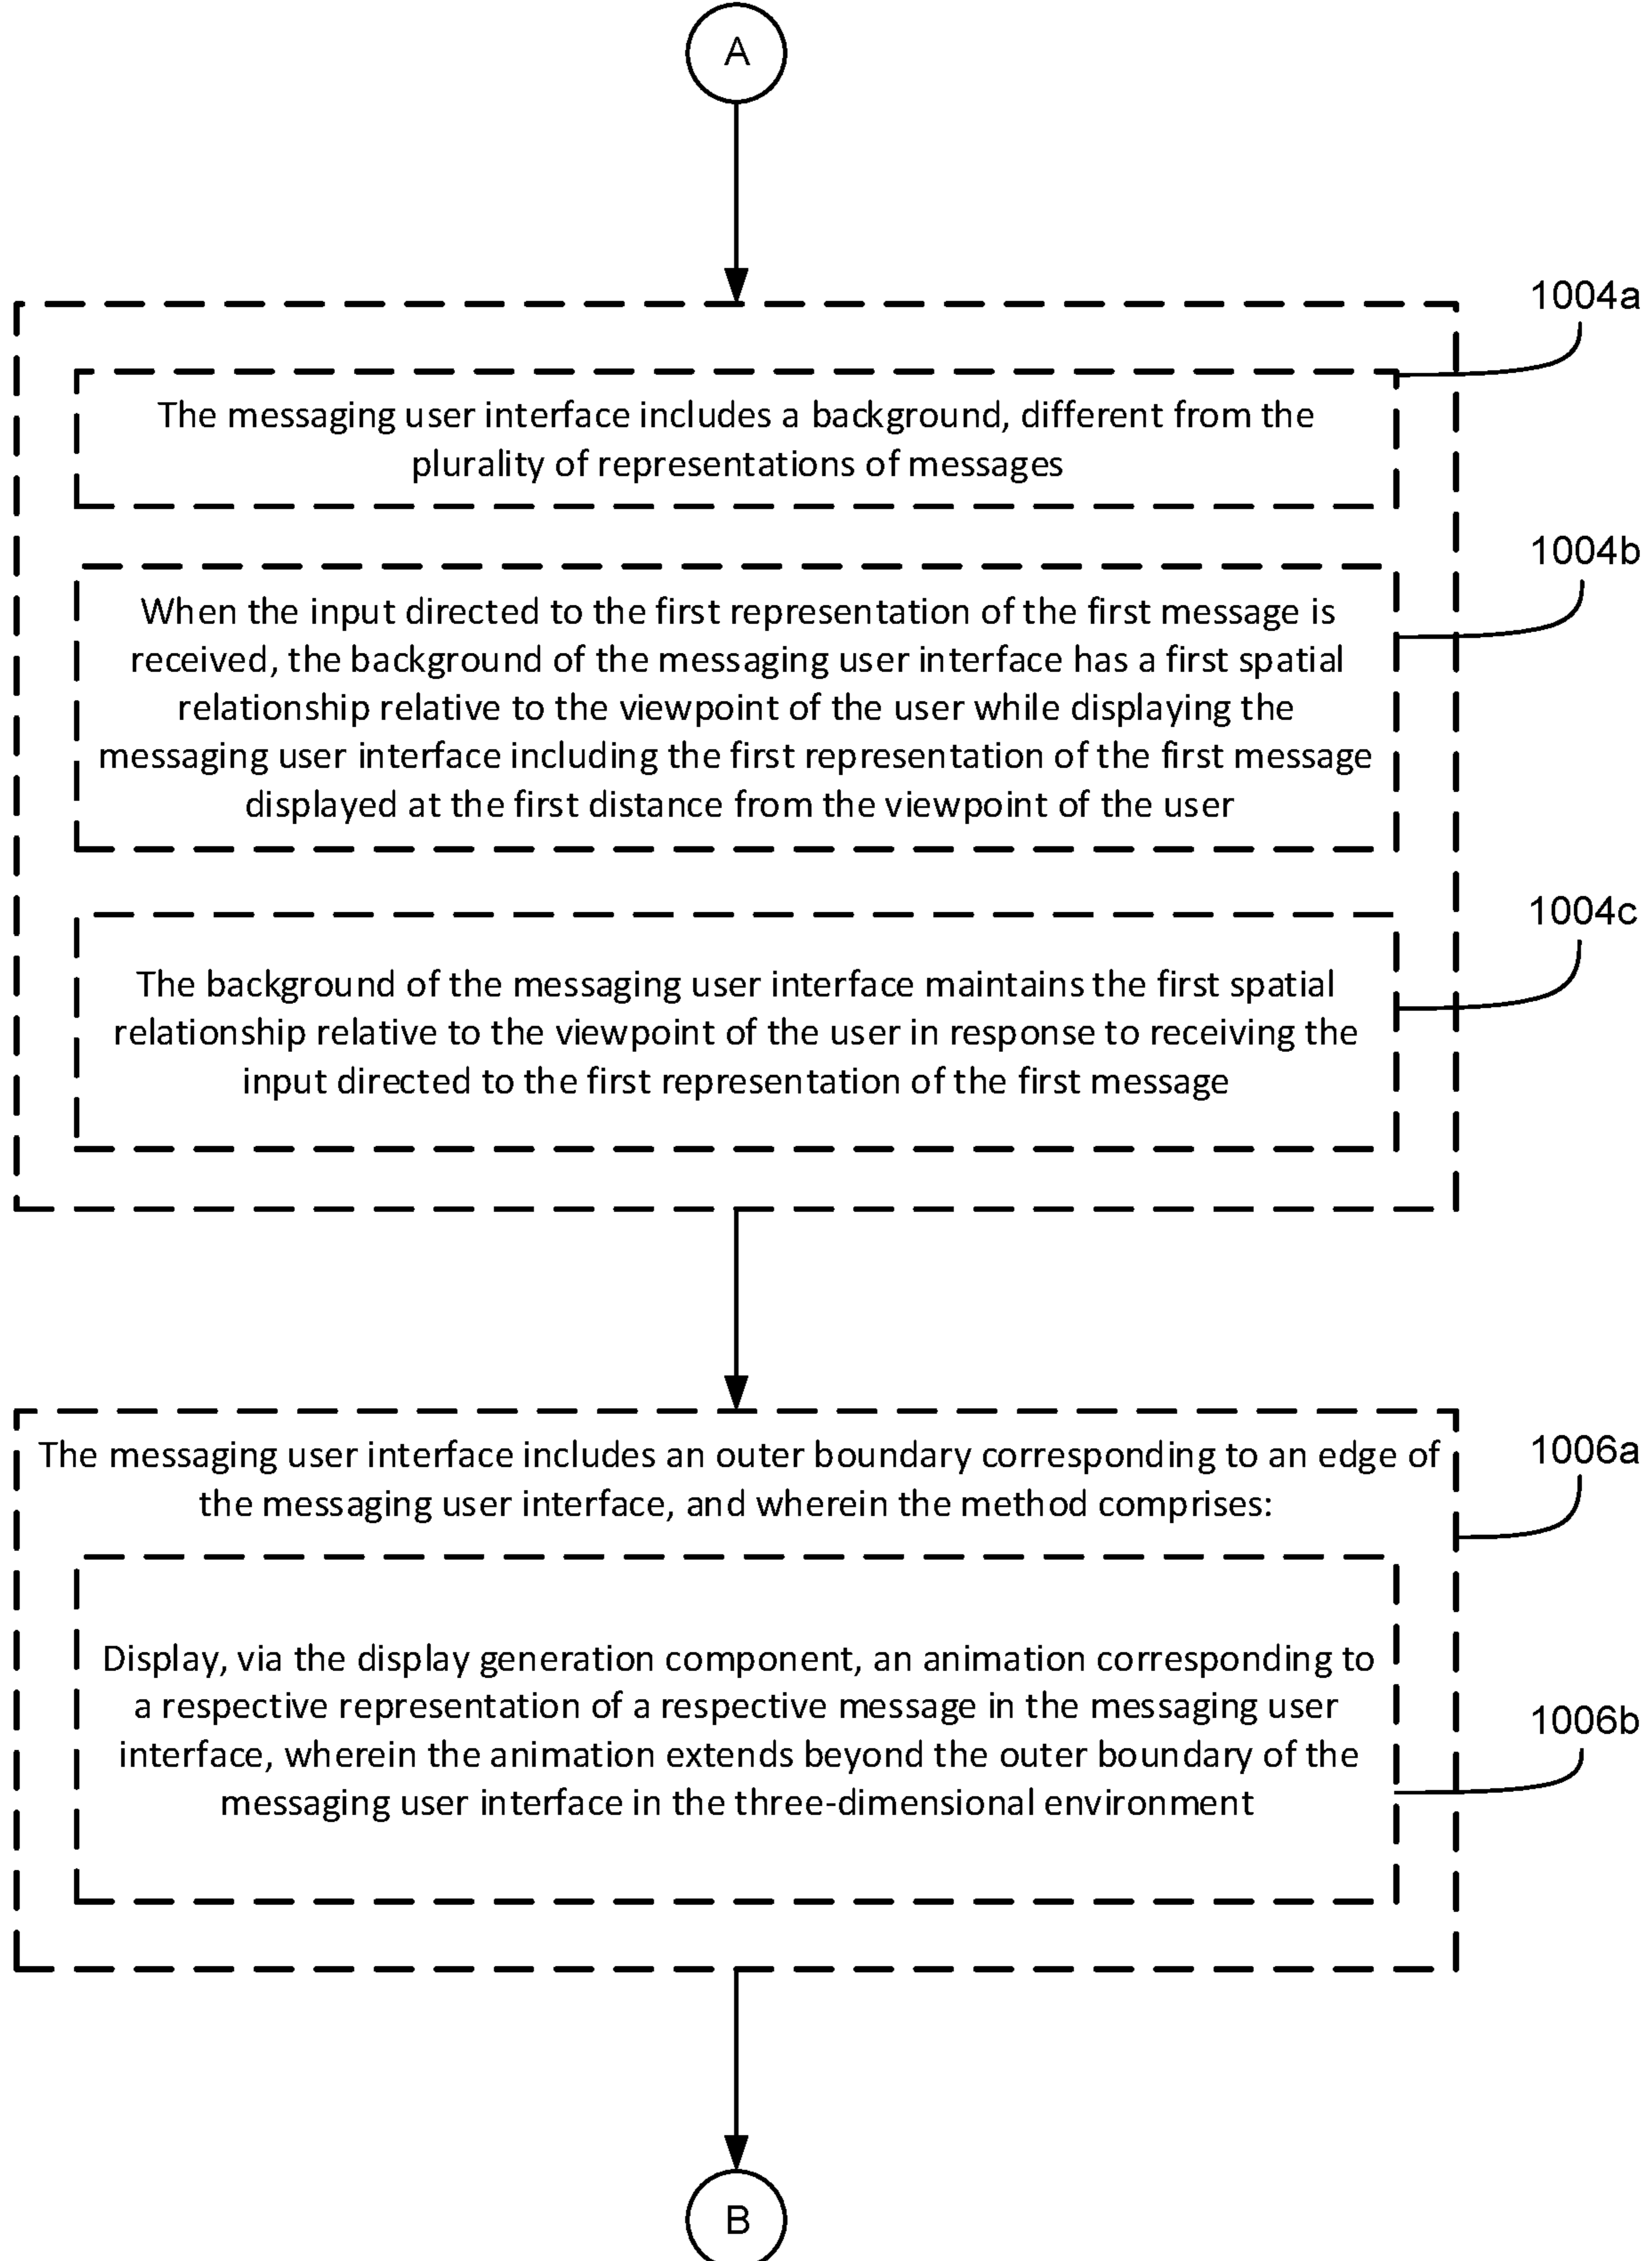 A
1004a
The messaging user interface includes a background, different from the
plurality of representations of messages
1004b
When the input directed to the first representation of the first message is
received, the background of the messaging user interface has a first spatial
relationship relative to the viewpoint of the user while displaying the
messaging user interface including the first representation of the first message
displayed at the first distance from the viewpoint of the user
1004c
The background of the messaging user interface maintains the first spatial
relationship relative to the viewpoint of the user in response to receiving the
input directed to the first representation of the first message
1006a
The messaging user interface includes an outer boundary corresponding to an edge of
the messaging user interface, and wherein the method comprises:
Display, via the display generation component, an animation corresponding to
a respective representation of a respective message in the messaging user
1006b
interface, wherein the animation extends beyond the outer boundary of the
messaging user interface in the three-dimensional environment
B